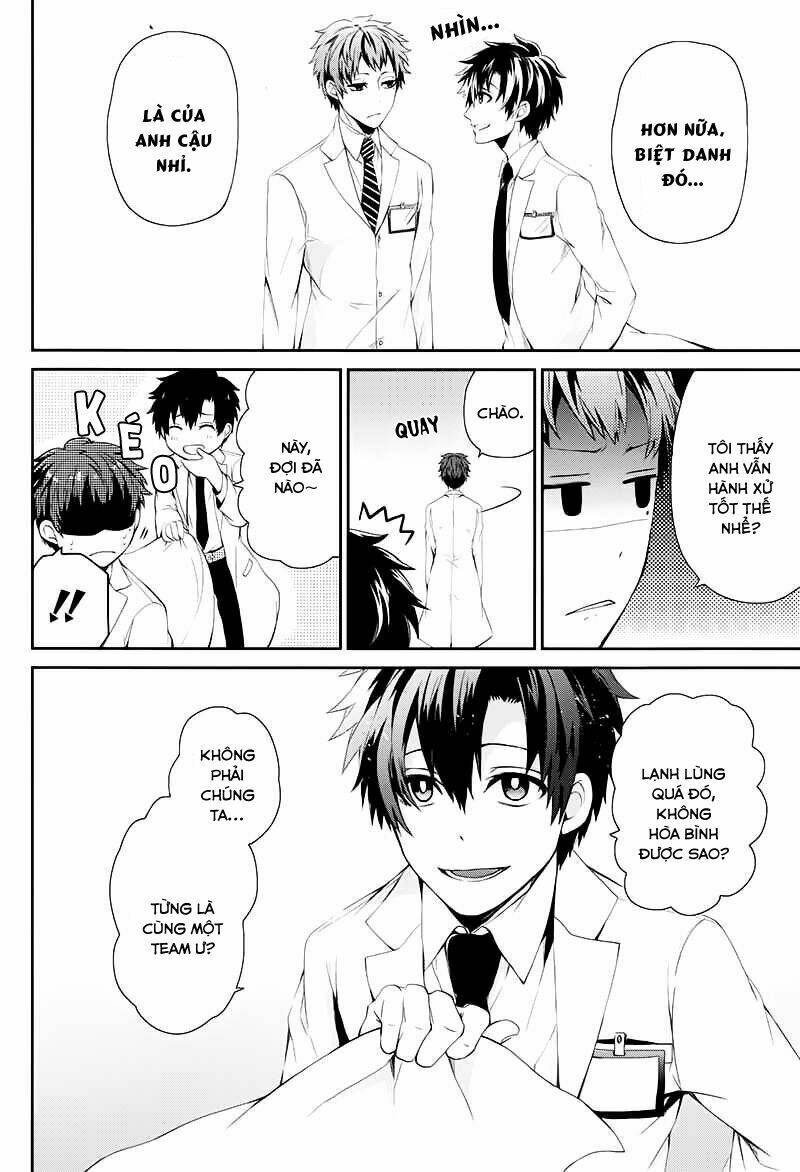 NHÌN...
HƠN NỮA,
BIỆT DANH
ĐÓ...
LÀ CỦA
ANH CẬU
NHỈ.
TÔI THẤY
ANH VẪN
HÀNH XỬ
TỐT THẾ
NHỂ?
CHÀO.
QUAY
NÀY,
ĐỢI ĐÃ
NÀO~
KÉO
!!
LẠNH LÙNG
QUÁ ĐÓ,
KHÔNG
HÒA BÌNH
ĐƯỢC SAO?
KHÔNG
PHẢI
CHÚNG
TA...
TỪNG LÀ
CÙNG MỘT
TEAM Ư?